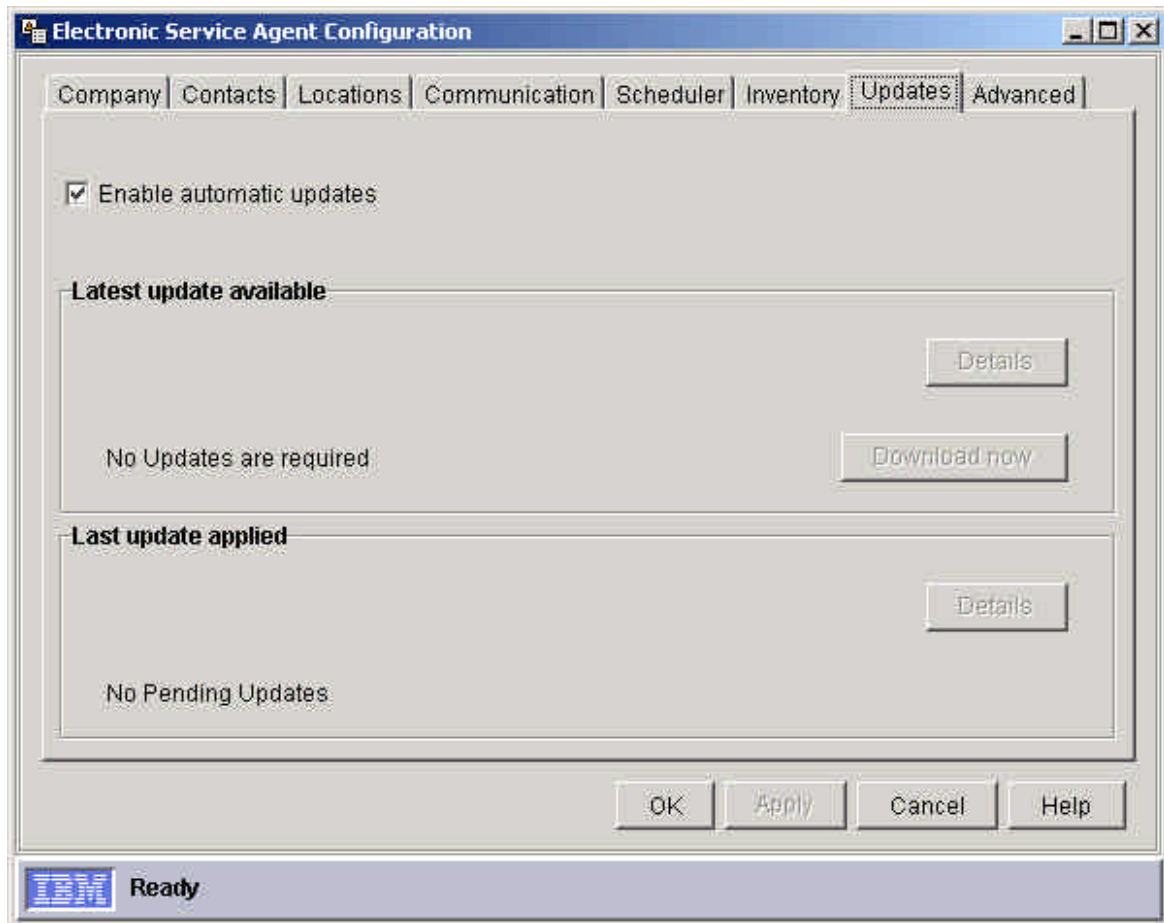 Electronic Service Agent Configuration
Company Contacts Locations Communication Scheduler Inventory Updates Advanced
Enable automatic updates
Latest update available
Details
No Updates are required Download now
Last update applied
Details
No Pending Updates
OK Apply Cancel Help
IBM Ready